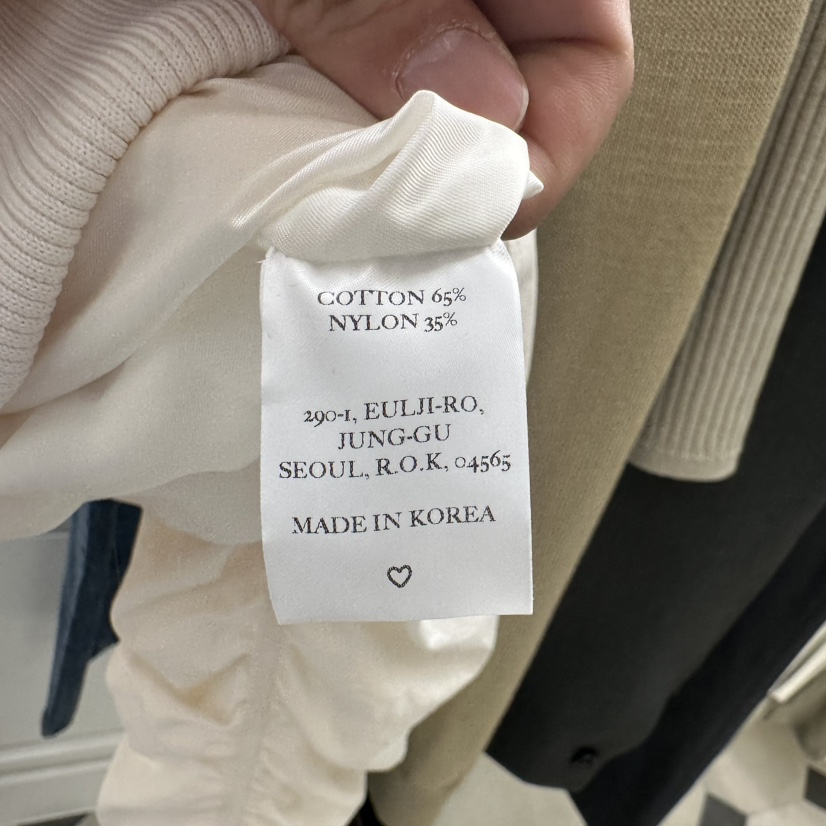 COTTON 65%
NYLON 35%
290-1, EULJI-RO,
JUNG-GU
SEOUL, R.O.K, 04565
MADE IN KOREA